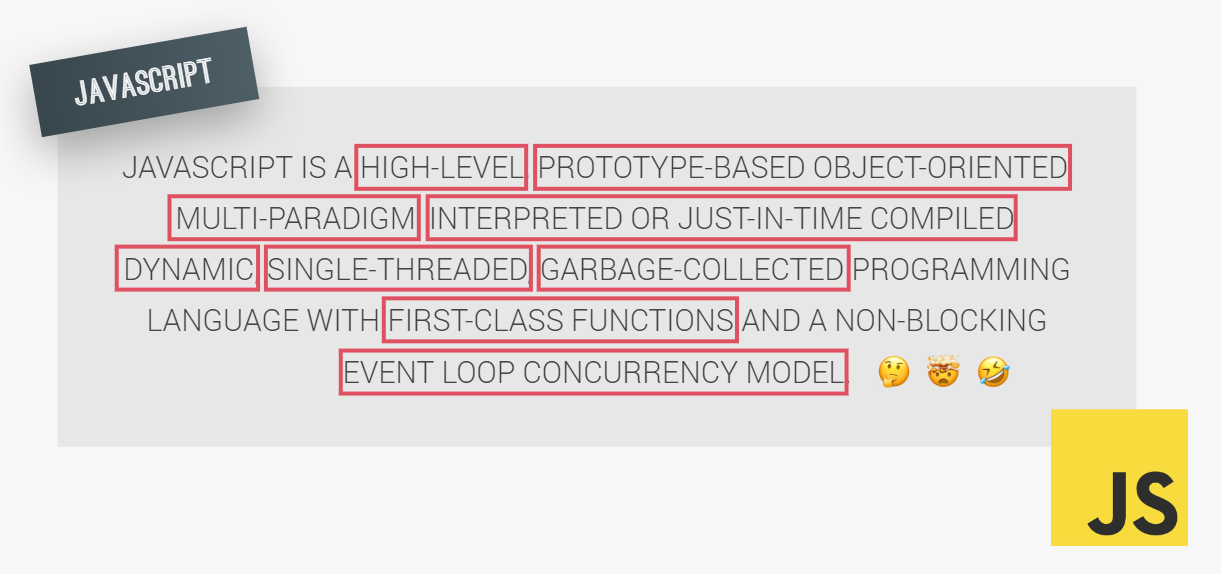 JAVASCRIPT
JAVASCRIPT IS A HIGH-LEVEL, PROTOTYPE-BASED OBJECT-ORIENTED
MULTI-PARADIGM INTERPRETED OR JUST-IN-TIME COMPILED
DYNAMIC, SINGLE-THREADED, GARBAGE-COLLECTED PROGRAMMING
LANGUAGE WITH FIRST-CLASS FUNCTIONS AND A NON-BLOCKING
EVENT LOOP CONCURRENCY MODEL. 🤔 🤯 🤣
JS